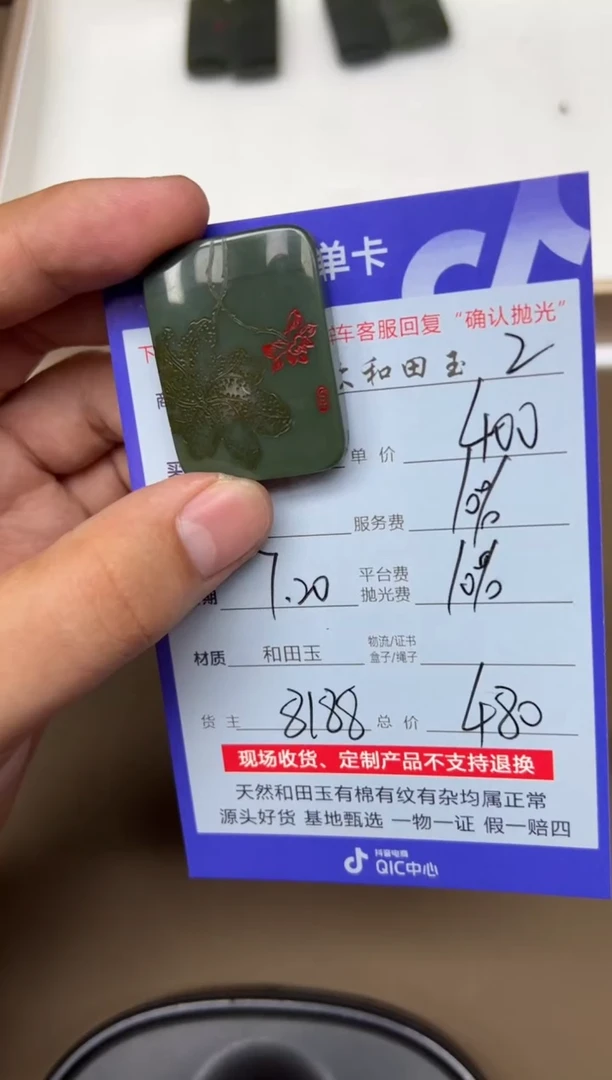 单卡
车客服回复“确认抛光”
和田玉 2
单价 400
服务费 10%
期 7.20 平台费 抛光费 10%
材质 和田玉 物流/证书 盒子/绳子
货主 8188 总价 480
现场收货、定制产品不支持退换
天然和田玉有棉有纹有杂均属正常
源头好货 基地甄选 一物一证 假一赔四
抖音电商
QIC中心